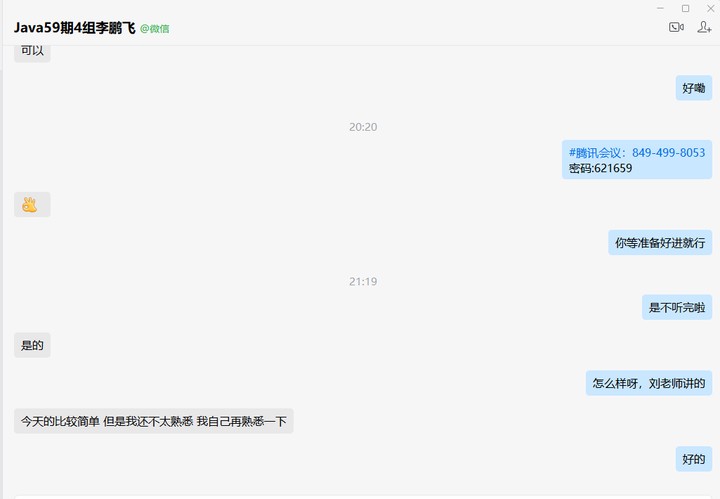 Java59期4组李鹏飞 @微信
可以
好嘞
20:20
#腾讯会议：849-499-8053
密码:621659
你等准备好进就行
21:19
是不听完啦
是的
怎么样呀，刘老师讲的
今天的比较简单 但是我还不太熟悉 我自己再熟悉一下
好的